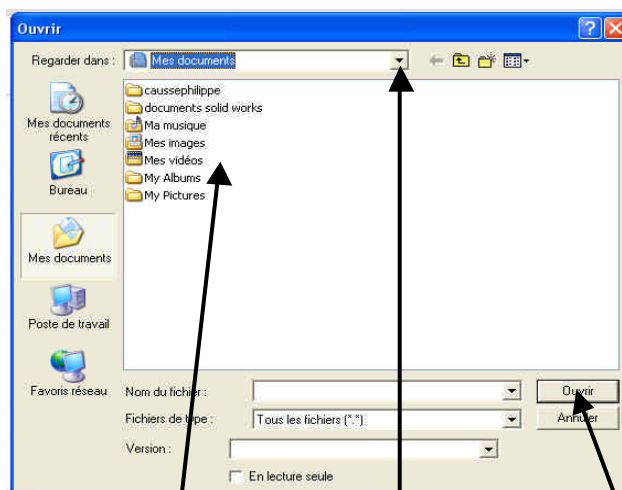 Ouvrir
Regarder dans :
Mes documents
Mes documents récents
Bureau
Mes documents
Poste de travail
Favoris réseau
caussephilippe
documents solid works
Ma musique
Mes images
Mes vidéos
My Albums
My Pictures
Nom du fichier :
Ouvrir
Fichiers de type :
Tous les fichiers (*.*)
Annuler
Version :
En lecture seule